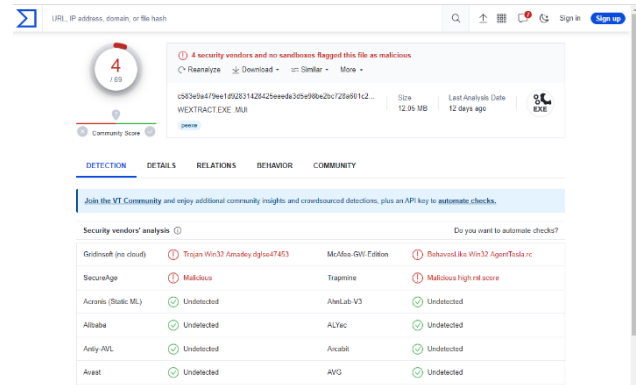 URL, IP address, domain, or file hash
Sign in
Sign up
4
/ 69
Community Score
4 security vendors and no sandboxes flagged this file as malicious
Reanalyze Download Similar More
WEXTRACT.EXE .MUI
peexe
Size
12.05 MB
Last Analysis Date
12 days ago
EXE
DETECTION DETAILS RELATIONS BEHAVIOR COMMUNITY
Join the VT Community and enjoy additional community insights and crowdsourced detections, plus an API key to automate checks.
Security vendors' analysis Do you want to automate checks?
Gridinsoft (no cloud) Trojan.Win32.Amadey.dg!se47453 McAfee-GW-Edition BehavesLike.Win32.AgentTesla.rc
SecureAge Malicious Trapmine Malicious.high.ml.score
Acronis (Static ML) Undetected AhnLab-V3 Undetected
Alibaba Undetected ALYac Undetected
Antiy-AVL Undetected Arcabit Undetected
Avast Undetected AVG Undetected